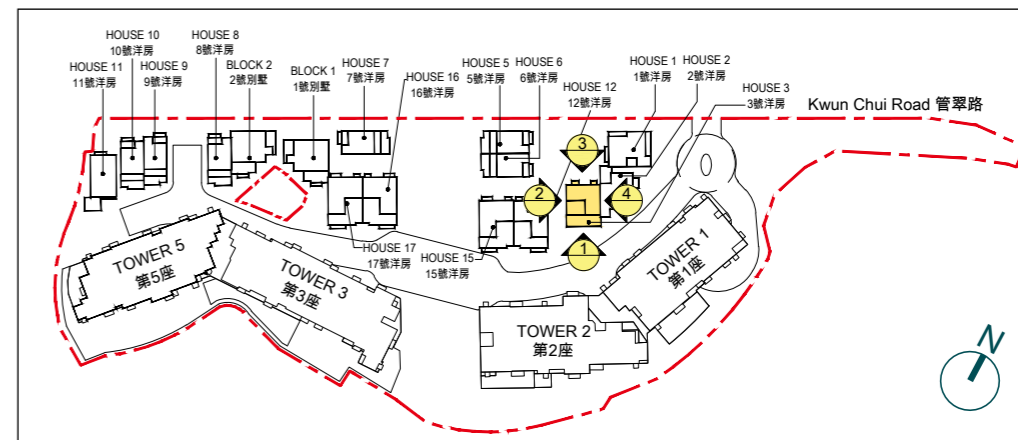 HOUSE 10
10號洋房
HOUSE 8
8號洋房
HOUSE 11
11號洋房
HOUSE 9
9號洋房
BLOCK 2
2號別墅
BLOCK 1
1號別墅
HOUSE 7
7號洋房
HOUSE 16
16號洋房
HOUSE 5
5號洋房
HOUSE 6
6號洋房
HOUSE 12
12號洋房
HOUSE 1
1號洋房
HOUSE 2
2號洋房
HOUSE 3
3號洋房
Kwun Chui Road 管翠路
3
2
4
1
HOUSE 17
17號洋房
HOUSE 15
15號洋房
TOWER 5
第5座
TOWER 3
第3座
TOWER 2
第2座
TOWER 1
第1座
N